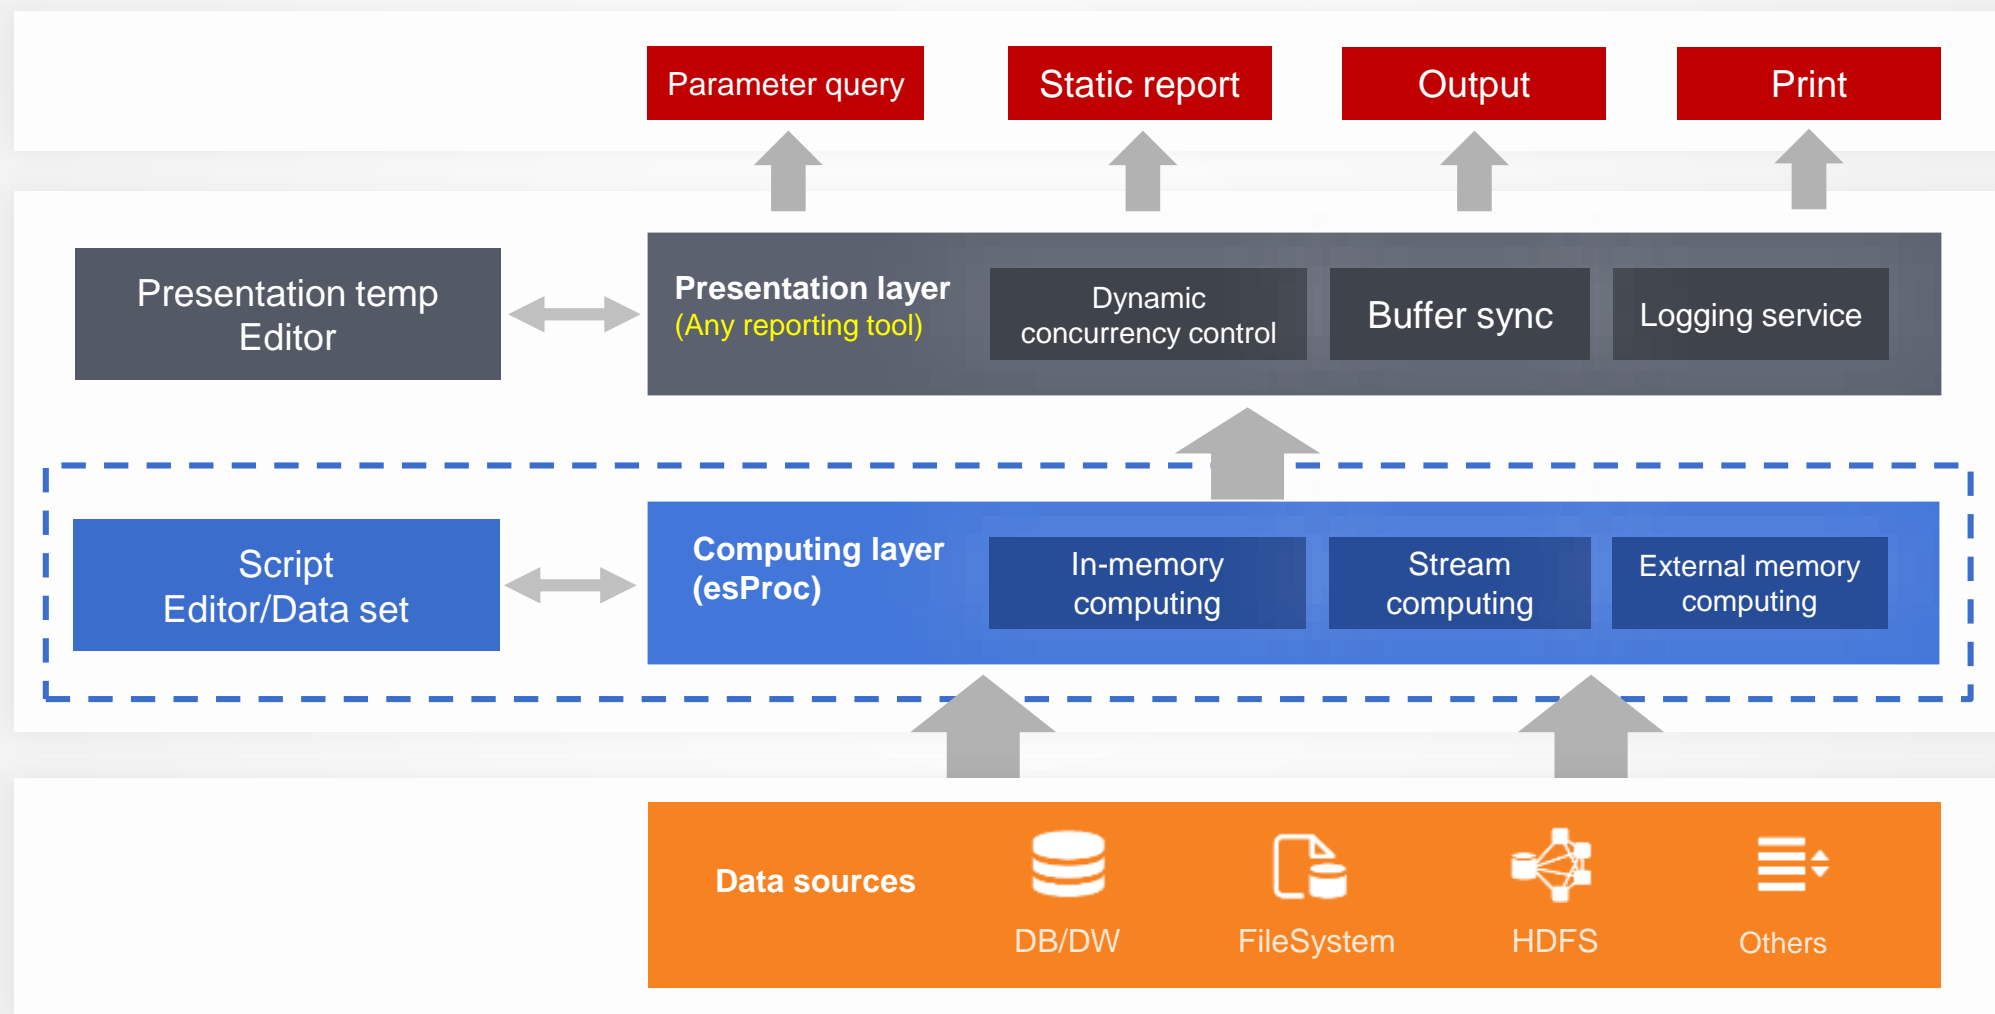 Parameter query
Static report
Output
Print
Presentation temp
Editor
Presentation layer
(Any reporting tool)
Dynamic
concurrency control
Buffer sync
Logging service
Script
Editor/Data set
Computing layer
(esProc)
In-memory
computing
Stream
computing
External memory
computing
Data sources
DB/DW
FileSystem
HDFS
Others